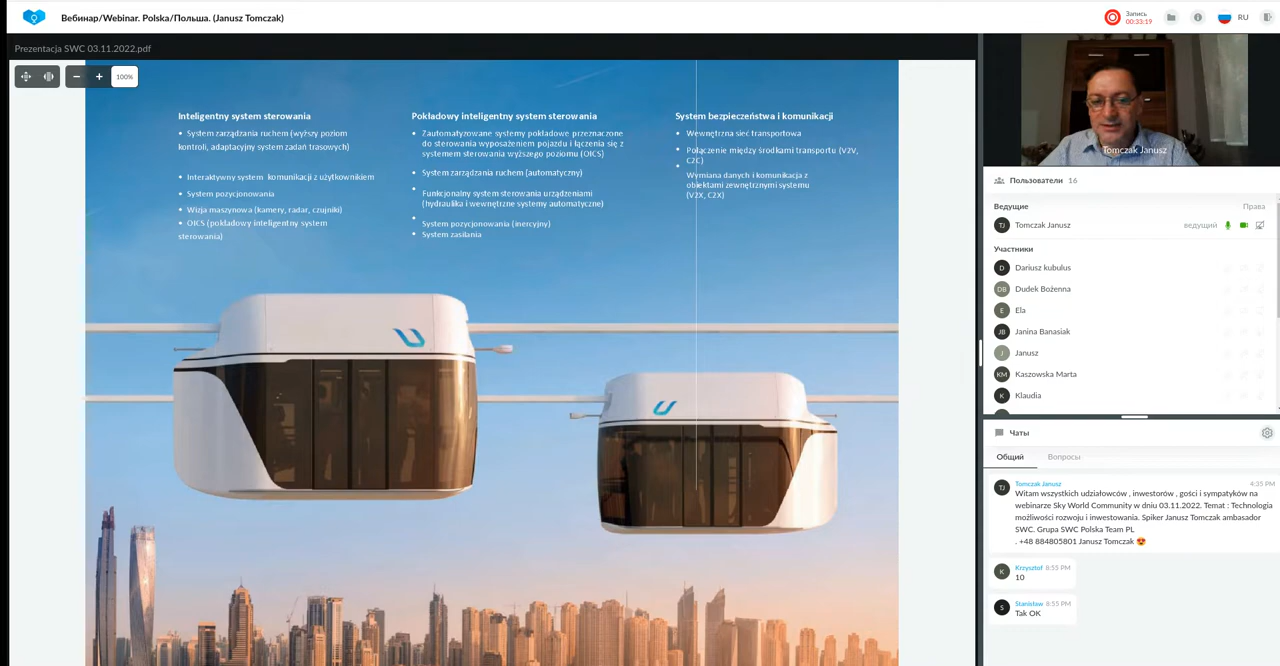 Вебинар/Webinar. Polska/Польша. (Janusz Tomczak)
Запись
00:33:19
RU
Prezentacja SWC 03.11.2022.pdf
100%
Inteligentny system sterowania
• System zarządzania ruchem (wyższy poziom
kontroli, adaptacyjny system zadań trasowych)
• Interaktywny system komunikacji z użytkownikiem
• System pozycjonowania
• Wizja maszynowa (kamery, radar, czujniki)
• OICS (pokładowy inteligentny system
sterowania)
Pokładowy inteligentny system sterowania
• Zautomatyzowane systemy pokładowe przeznaczone
do sterowania wyposażeniem pojazdu i łączenia się z
systemem sterowania wyższego poziomu (OICS)
• System zarządzania ruchem (automatyczny)
• Funkcjonalny system sterowania urządzeniami
(hydraulika i wewnętrzne systemy automatyczne)
• System pozycjonowania (inercyjny)
• System zasilania
System bezpieczeństwa i komunikacji
• Wewnętrzna sieć transportowa
• Połączenie między środkami transportu (V2V,
C2C)
• Wymiana danych i komunikacja z
obiektami zewnętrznymi systemu
(V2X, C2X)
Tomczak Janusz
Пользователи 16
Ведущие Права
TJ Tomczak Janusz ведущий
Участники
D Dariusz kubulus
DB Dudek Bożenna
E Ela
JB Janina Banasiak
J Janusz
KM Kaszowska Marta
K Klaudia
Чаты
Общий Вопросы
TJ Tomczak Janusz 4:35 PM
Witam wszystkich udziałowców , inwestorów , gości i sympatyków na
webinarze Sky World Community w dniu 03.11.2022. Temat : Technologia
możliwości rozwoju i inwestowania. Spiker Janusz Tomczak ambasador
SWC. Grupa SWC Polska Team PL
. +48 884805801 Janusz Tomczak 😍
K Krzysztof 8:55 PM
10
S Stanisław 8:55 PM
Tak OK